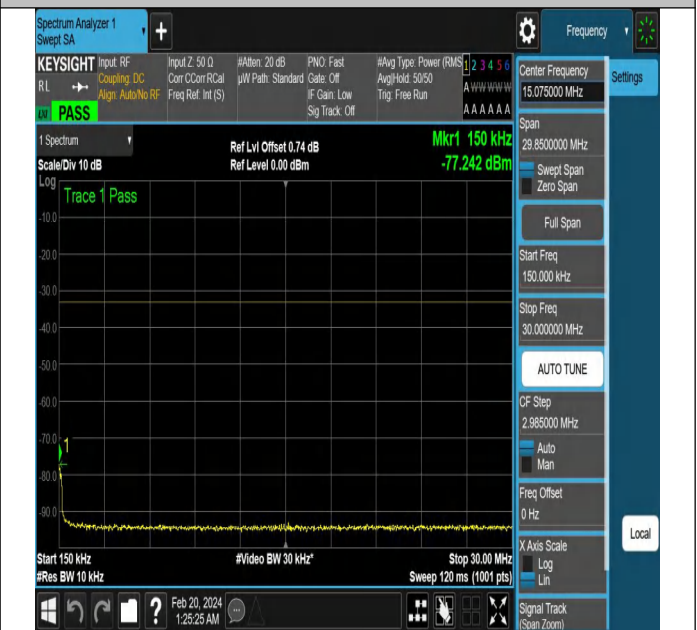 Spectrum Analyzer 1
Swept SA
+
Frequency
KEYSIGHT
RL
Input: RF
Coupling: DC
Align: Auto/No RF
Input Z: 50 Ω
Corr CCorr RCal
Freq Ref: Int (S)
#Atten: 20 dB
µW Path: Standard
PNO: Fast
Gate: Off
IF Gain: Low
Sig Track: Off
#Avg Type: Power (RMS
Avg|Hold: 50/50
Trig: Free Run
1 2 3 4 5 6
A W W W W W
A A A A A A
PASS
1 Spectrum
Scale/Div 10 dB
Ref Lvl Offset 0.74 dB
Ref Level 0.00 dBm
Mkr1 150 kHz
-77.242 dBm
Log
Trace 1 Pass
-10.0
-20.0
-30.0
-40.0
-50.0
-60.0
-70.0
1
-80.0
-90.0
Start 150 kHz
#Video BW 30 kHz*
Stop 30.00 MHz
#Res BW 10 kHz
Sweep 120 ms (1001 pts)
?
Feb 20, 2024
1:25:25 AM
Center Frequency
15.075000 MHz
Settings
Span
29.8500000 MHz
Swept Span
Zero Span
Full Span
Start Freq
150.000 kHz
Stop Freq
30.000000 MHz
AUTO TUNE
CF Step
2.985000 MHz
Auto
Man
Freq Offset
0 Hz
Local
X Axis Scale
Log
Lin
Signal Track
(Span Zoom)